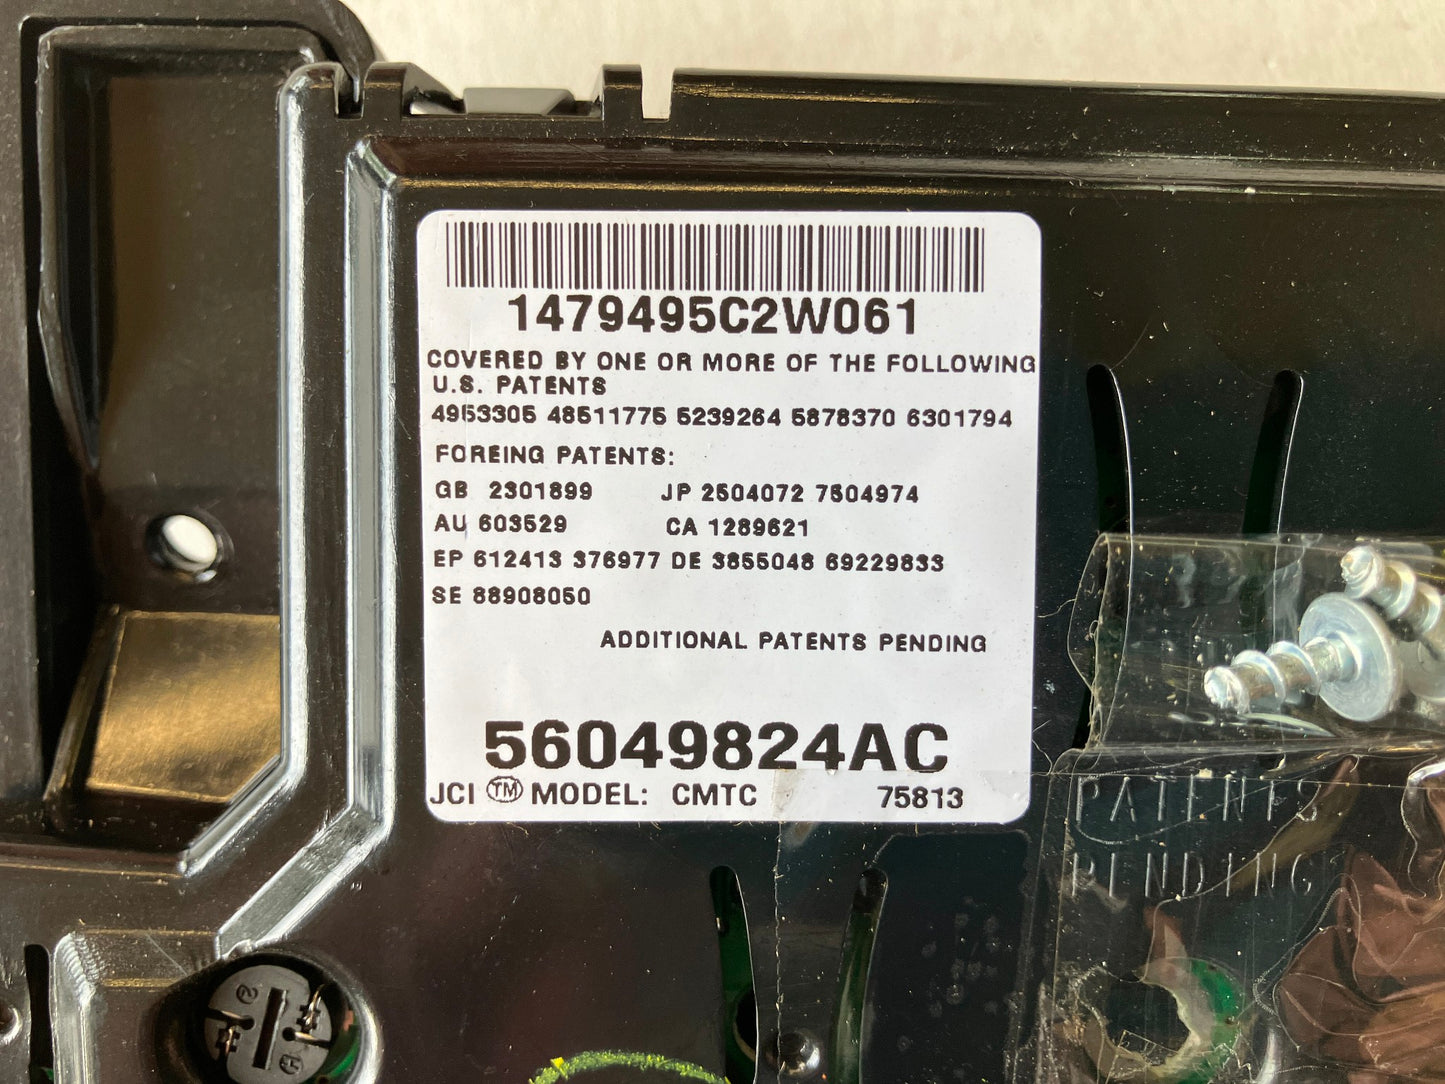 1479495C2W061
COVERED BY ONE OR MORE OF THE FOLLOWING
U.S. PATENTS
4953305 48511775 5239264 5878370 6301794
FOREING PATENTS:
GB 2301899 JP 2504072 7504974
AU 603529 CA 1289621
EP 612413 376977 DE 3855048 69229833
SE 88908050
ADDITIONAL PATENTS PENDING
56049824AC
JCI TM MODEL: CMTC 75813
PATENTS
PENDING